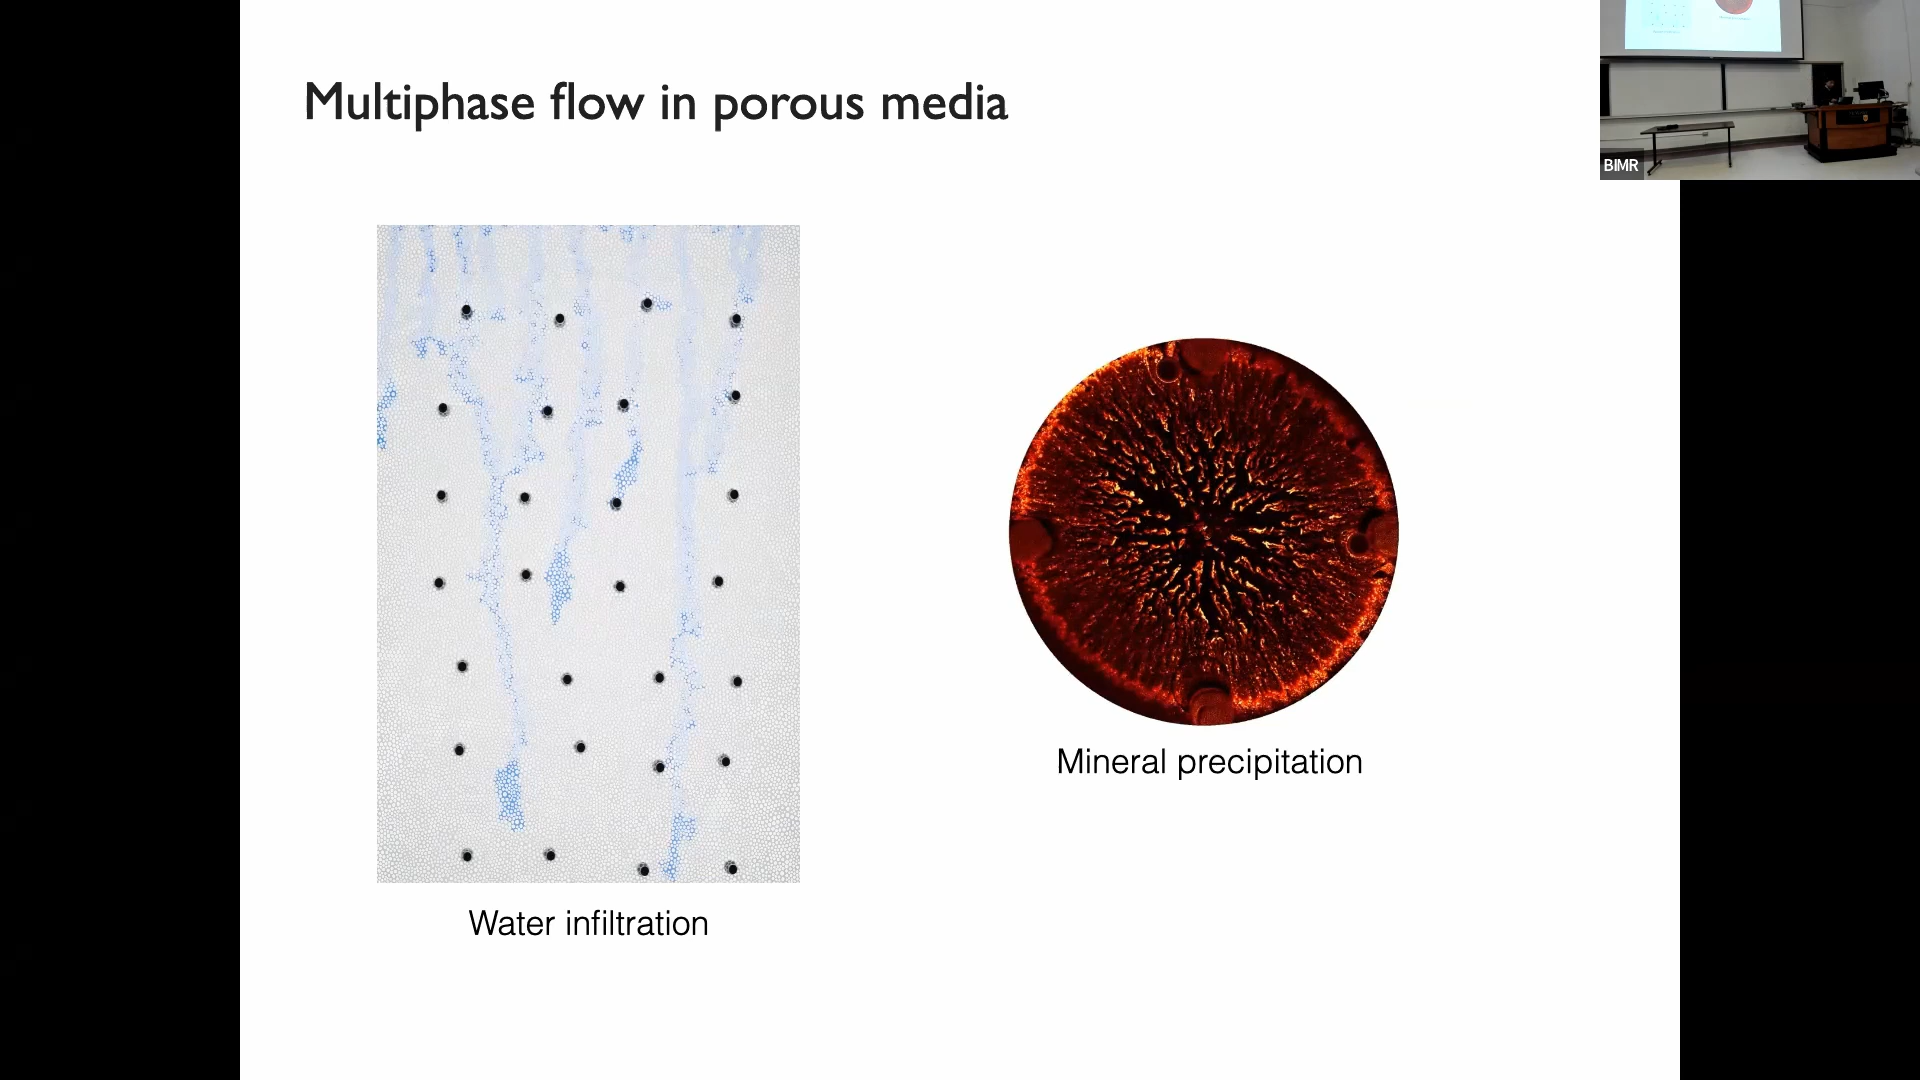 Multiphase flow in porous media
BIMR
Mineral precipitation
Water infiltration